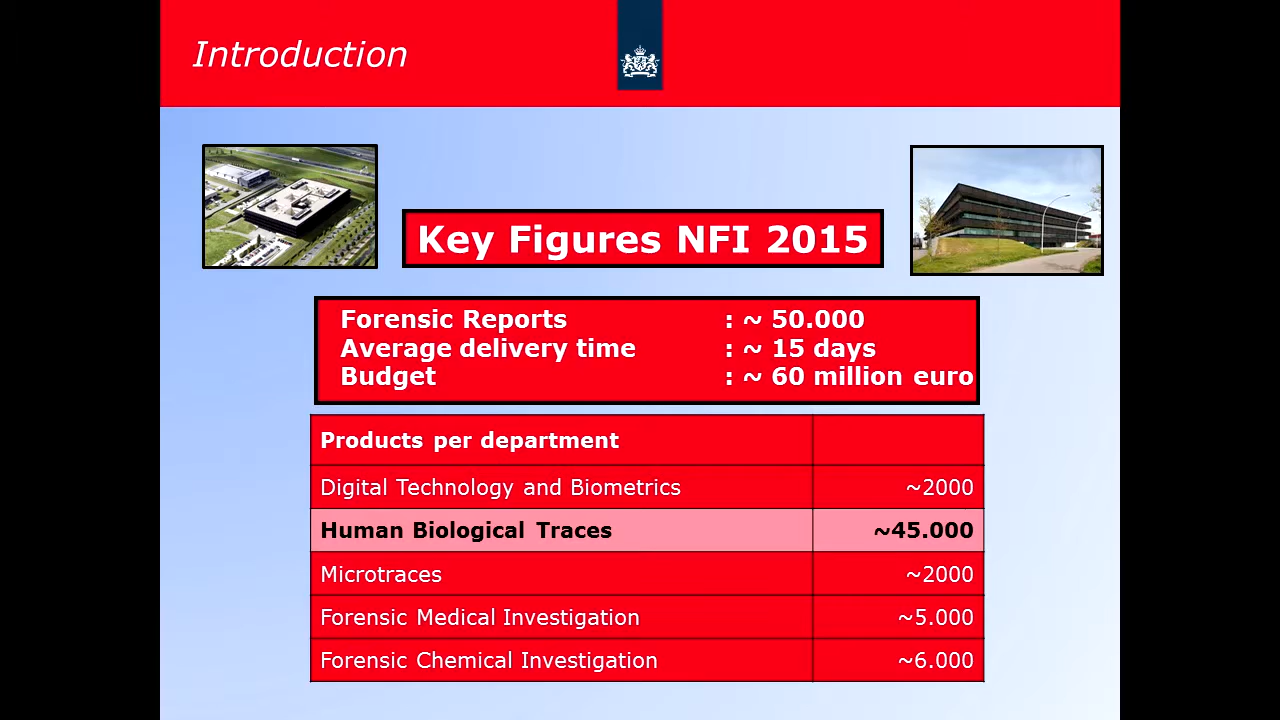 Introduction
Key Figures NFI 2015
Forensic Reports : ~ 50.000
Average delivery time : ~ 15 days
Budget : ~ 60 million euro
Products per department
Digital Technology and Biometrics ~2000
Human Biological Traces ~45.000
Microtraces ~2000
Forensic Medical Investigation ~5.000
Forensic Chemical Investigation ~6.000